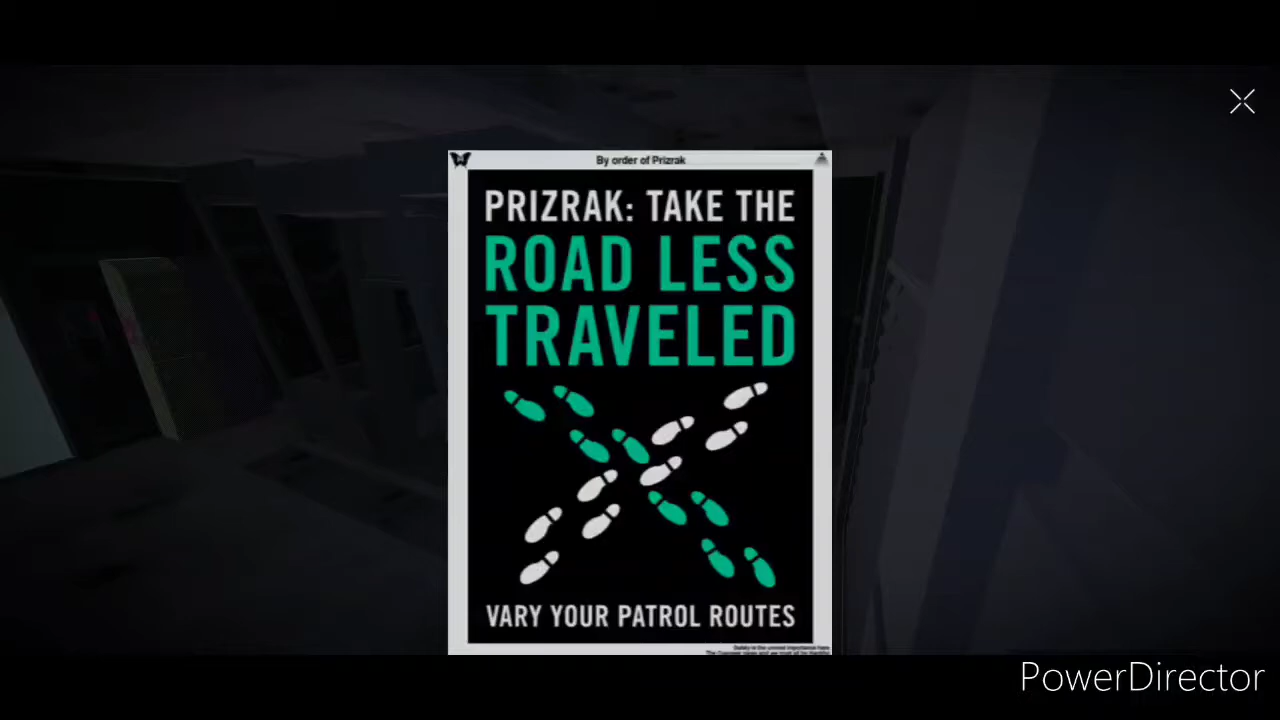 By order of Prizrak
PRIZRAK: TAKE THE
ROAD LESS
TRAVELED
VARY YOUR PATROL ROUTES
PowerDirector